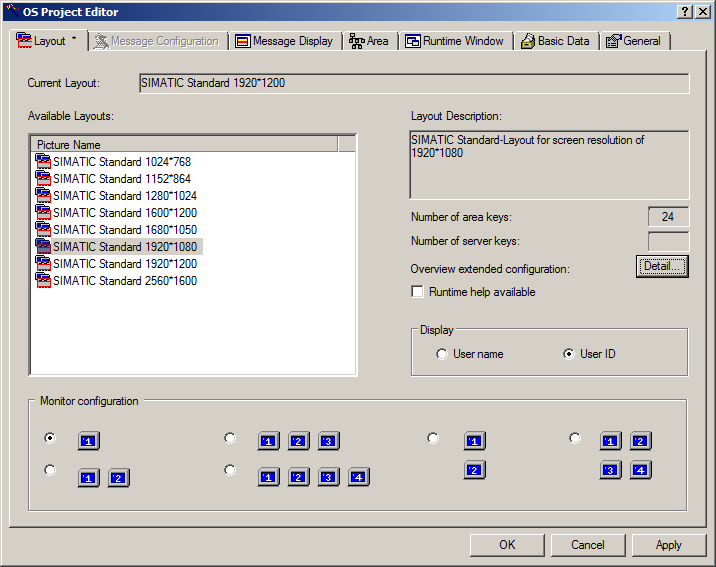 OS Project Editor
Layout *
Message Configuration
Message Display
Area
Runtime Window
Basic Data
General
Current Layout:
SIMATIC Standard 1920*1200
Available Layouts:
Picture Name
SIMATIC Standard 1024*768
SIMATIC Standard 1152*864
SIMATIC Standard 1280*1024
SIMATIC Standard 1600*1200
SIMATIC Standard 1680*1050
SIMATIC Standard 1920*1080
SIMATIC Standard 1920*1200
SIMATIC Standard 2560*1600
Layout Description:
SIMATIC Standard-Layout for screen resolution of
1920*1080
Number of area keys:
24
Number of server keys:
Overview extended configuration:
Detail...
Runtime help available
Display
User name
User ID
Monitor configuration
1
1 2 3
1
1 2
1 2
1 2 3 4
2
3 4
OK
Cancel
Apply